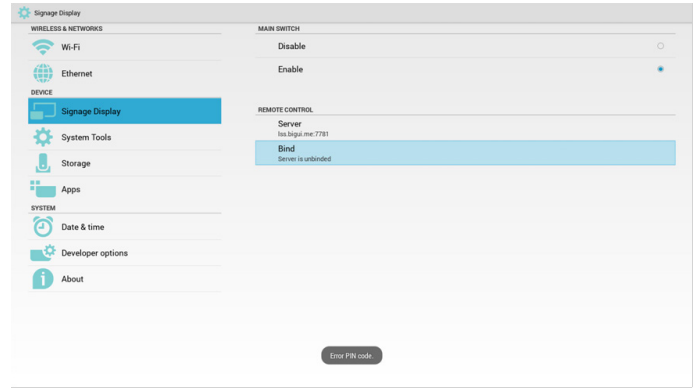 Signage Display
WIRELESS & NETWORKS
Wi-Fi
Ethernet
DEVICE
Signage Display
System Tools
Storage
Apps
SYSTEM
Date & time
Developer options
About
MAIN SWITCH
Disable
Enable
REMOTE CONTROL
Server
lss.bigui.me:7781
Bind
Server is unbinded
Error PIN code.